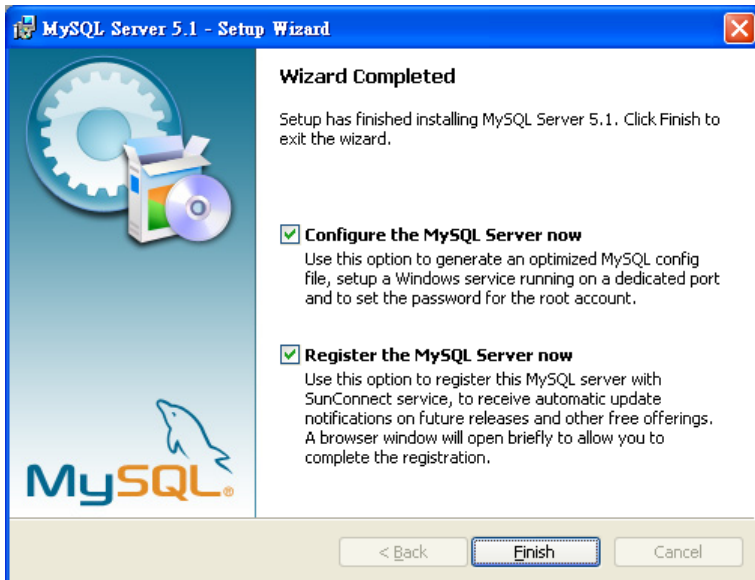 MySQL Server 5.1 - Setup Wizard
Wizard Completed
Setup has finished installing MySQL Server 5.1. Click Finish to
exit the wizard.
Configure the MySQL Server now
Use this option to generate an optimized MySQL config
file, setup a Windows service running on a dedicated port
and to set the password for the root account.
Register the MySQL Server now
Use this option to register this MySQL server with
SunConnect service, to receive automatic update
notifications on future releases and other free offerings.
A browser window will open briefly to allow you to
complete the registration.
MySQL®
< Back Finish Cancel